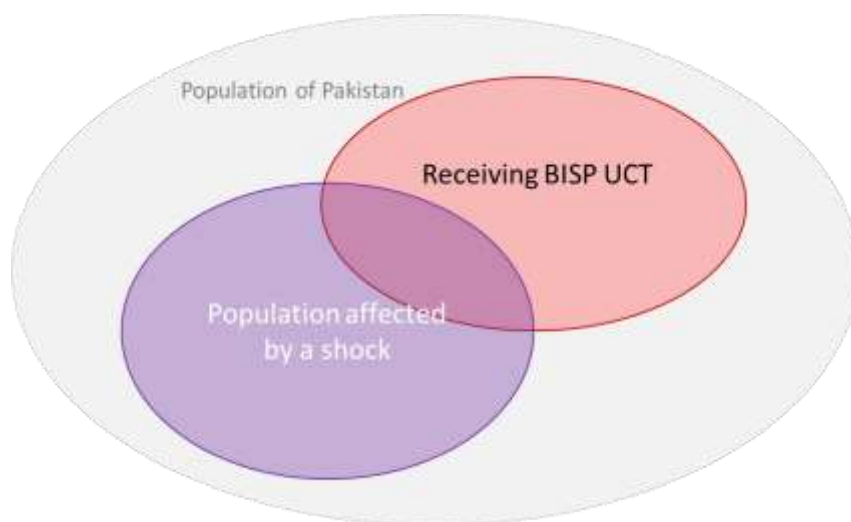 Population of Pakistan
Receiving BISP UCT
Population affected
by a shock